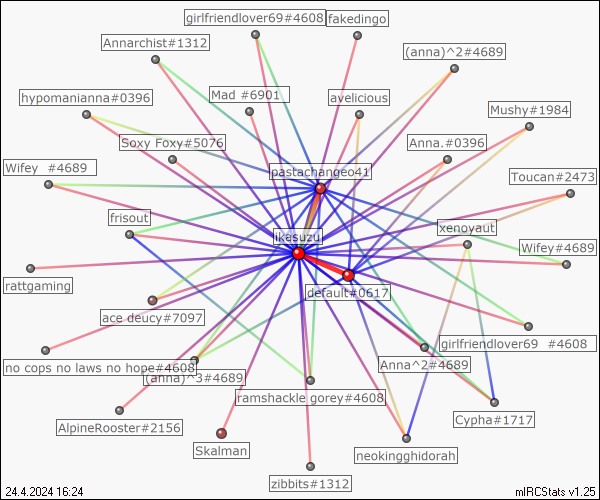 girlfriendlover69#4608
fakedingo
Annarchist#1312
(anna)^2#4689
hypomanianna#0396
Mad #6901
avelicious
Mushy#1984
Soxy Foxy#5076
Anna.#0396
Wifey #4689
pastachangeo41
Toucan#2473
frisout
ikasuzu
xenoyaut
Wifey#4689
rattgaming
default#0617
ace deucy#7097
girlfriendlover69 #4608
no cops no laws no hope#4608
Anna^2#4689
(anna)^3#4689
ramshackle gorey#4608
AlpineRooster#2156
Cypha#1717
Skalman
neokingghidorah
zibbits#1312
24.4.2024 16:24
mIRCStats v1.25